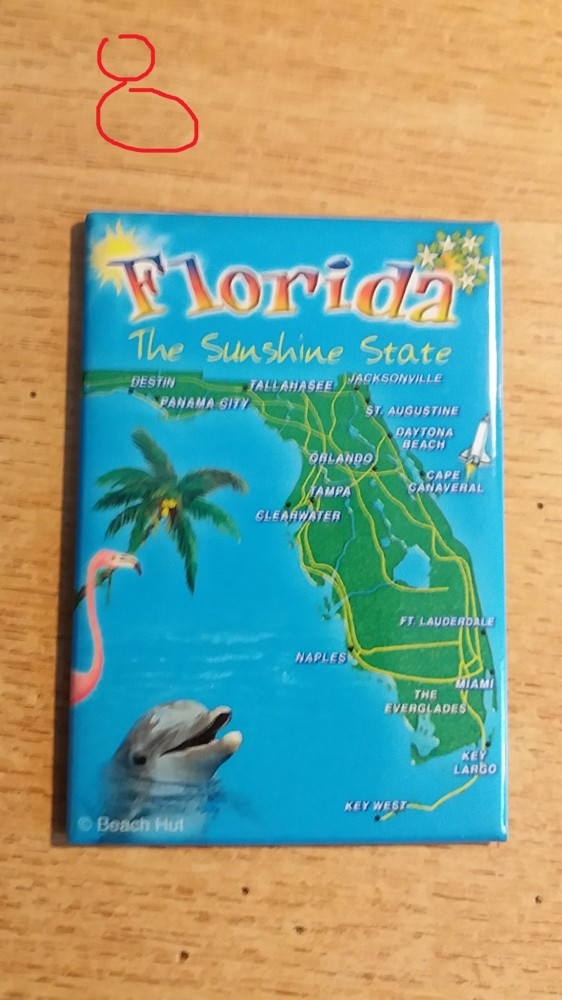 8
Florida
The Sunshine State
DESTIN
TALLAHASEE
JACKSONVILLE
PANAMA CITY
ST. AUGUSTINE
DAYTONA
BEACH
ORLANDO
CAPE
CANAVERAL
TAMPA
CLEARWATER
FT. LAUDERDALE
NAPLES
MIAMI
THE
EVERGLADES
KEY
LARGO
KEY WEST
© Beach Hut